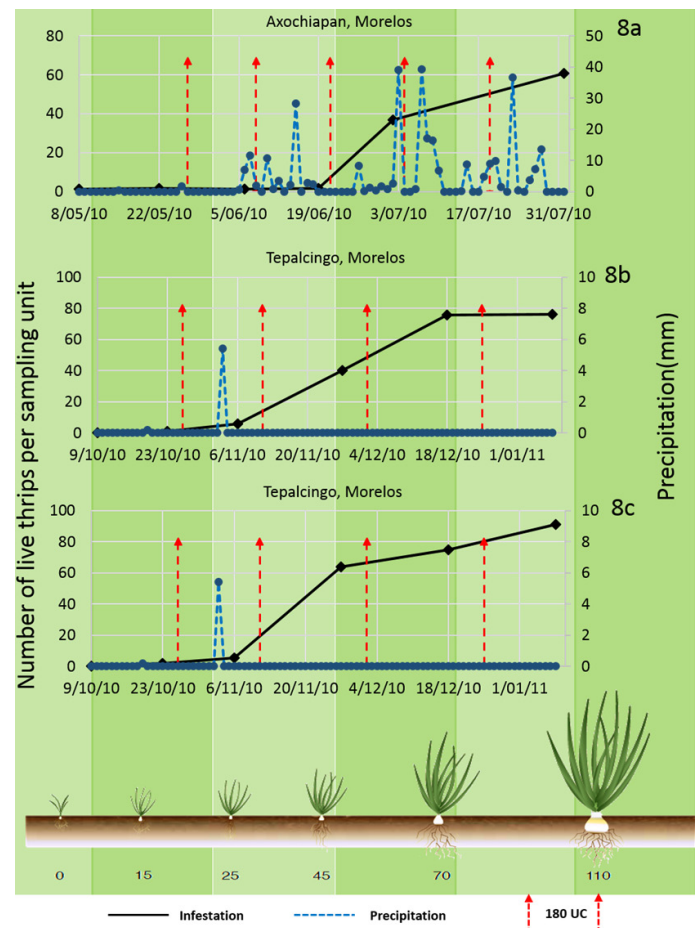 Axochiapan, Morelos
8a
80
60
40
20
0
50
40
30
20
10
0
8/05/10 22/05/10 5/06/10 19/06/10 3/07/10 17/07/10 31/07/10
Tepalcingo, Morelos
8b
100
80
60
40
20
0
10
8
6
4
2
0
9/10/10 23/10/10 6/11/10 20/11/10 4/12/10 18/12/10 1/01/11
Tepalcingo, Morelos
8c
100
80
60
40
20
0
10
8
6
4
2
0
9/10/10 23/10/10 6/11/10 20/11/10 4/12/10 18/12/10 1/01/11
Number of live thrips per sampling unit
Precipitation(mm)
0 15 25 45 70 110
Infestation Precipitation 180 UC